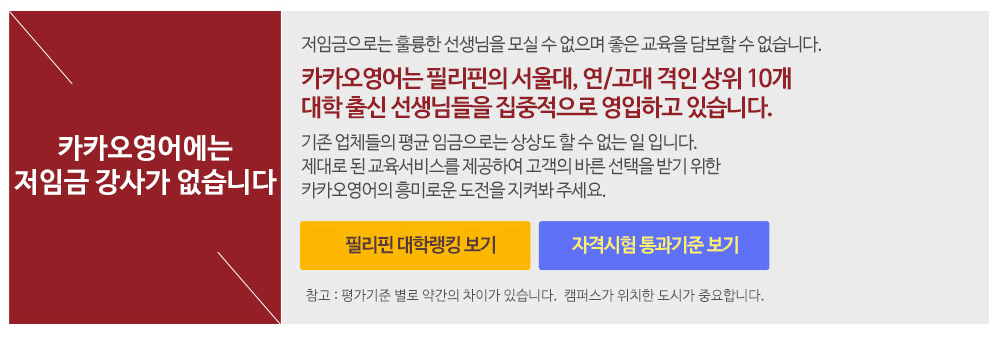 카카오영어에는
저임금 강사가 없습니다
저임금으로는 훌륭한 선생님을 모실 수 없으며 좋은 교육을 담보할 수 없습니다.
카카오영어는 필리핀의 서울대, 연/고대 격인 상위 10개
대학 출신 선생님들을 집중적으로 영입하고 있습니다.
기존 업체들의 평균 임금으로는 상상도 할 수 없는 일 입니다.
제대로 된 교육서비스를 제공하여 고객의 바른 선택을 받기 위한
카카오영어의 흥미로운 도전을 지켜봐 주세요.
필리핀 대학랭킹 보기
자격시험 통과기준 보기
참고 : 평가기준 별로 약간의 차이가 있습니다. 캠퍼스가 위치한 도시가 중요합니다.